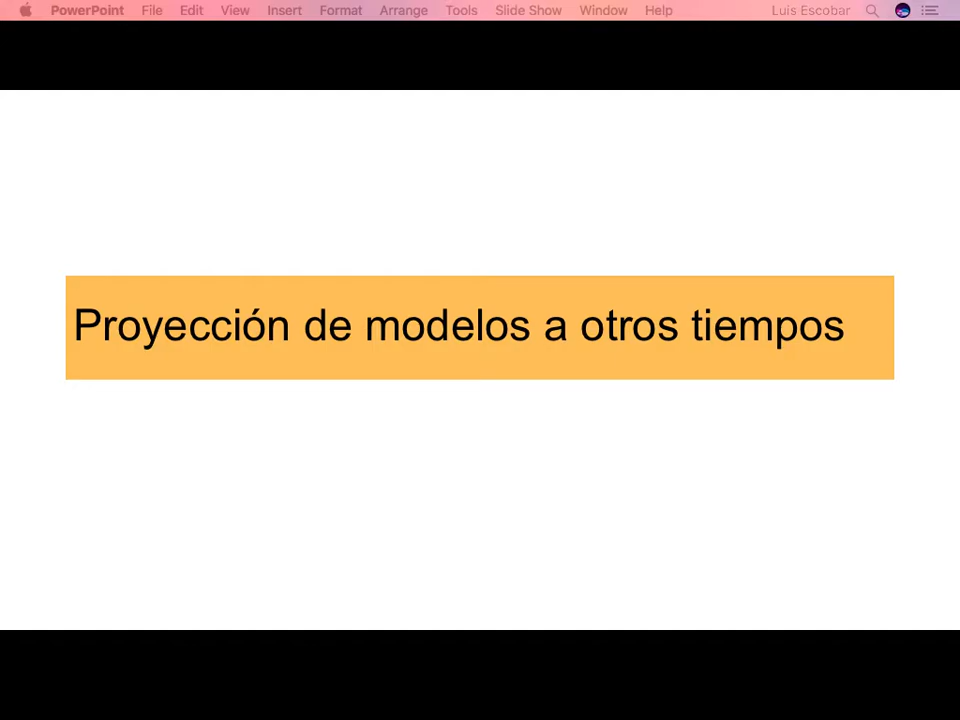 PowerPoint File Edit View Insert Format Arrange Tools Slide Show Window Help Luis Escobar
Proyección de modelos a otros tiempos